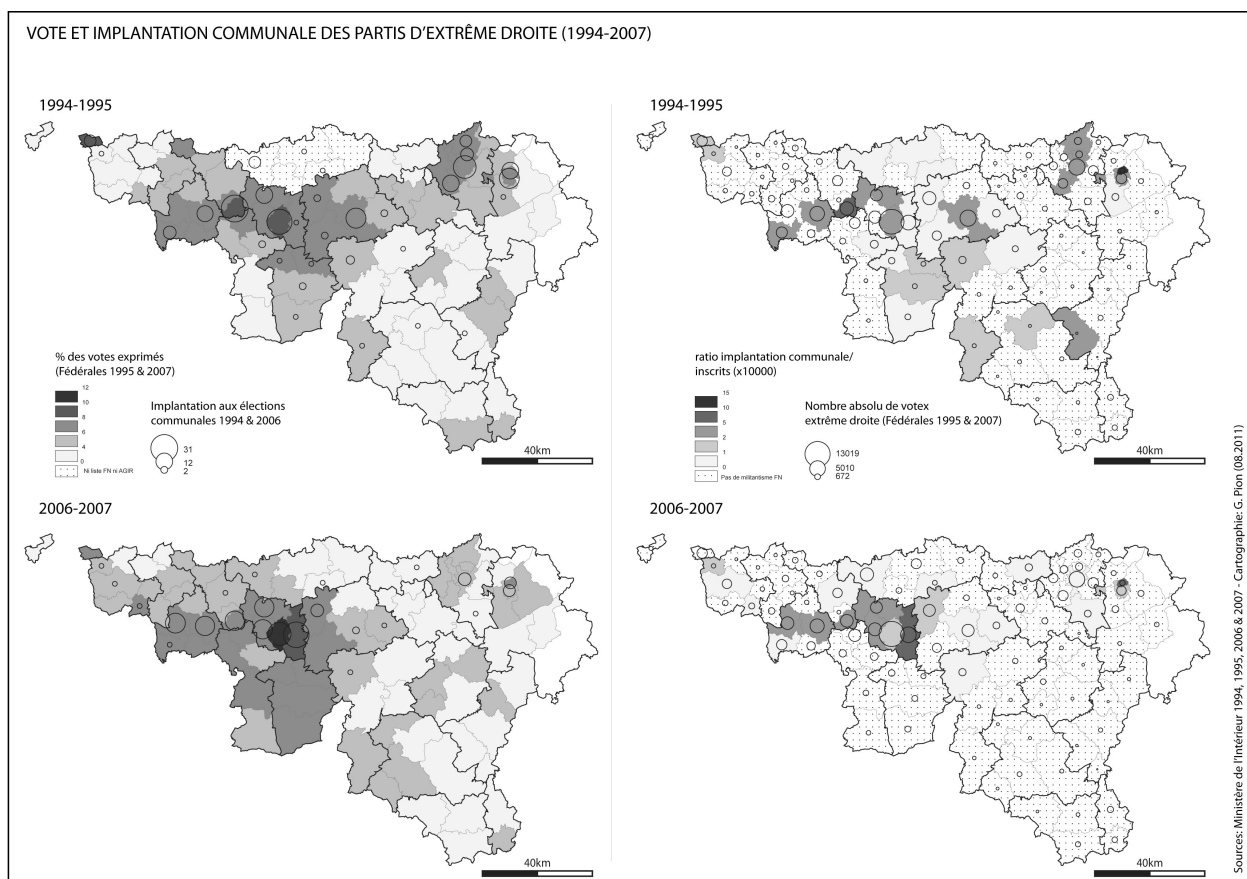 VOTE ET IMPLANTATION COMMUNALE DES PARTIS D'EXTRÊME DROITE (1994-2007)
1994-1995
% des votes exprimés
(Fédérales 1995 & 2007)
12
10
8
6
4
0
Ni liste FN ni AGIR
Implantation aux élections
communales 1994 & 2006
31
12
2
40km
1994-1995
ratio implantation communale/
inscrits (x10000)
15
10
5
2
1
0
Pas de militantisme FN
Nombre absolu de votex
extrême droite (Fédérales 1995 & 2007)
13019
5010
672
40km
2006-2007
40km
2006-2007
40km
Sources: Ministère de l'Intérieur 1994, 1995, 2006 & 2007 - Cartographie: G. Pion (08.2011)